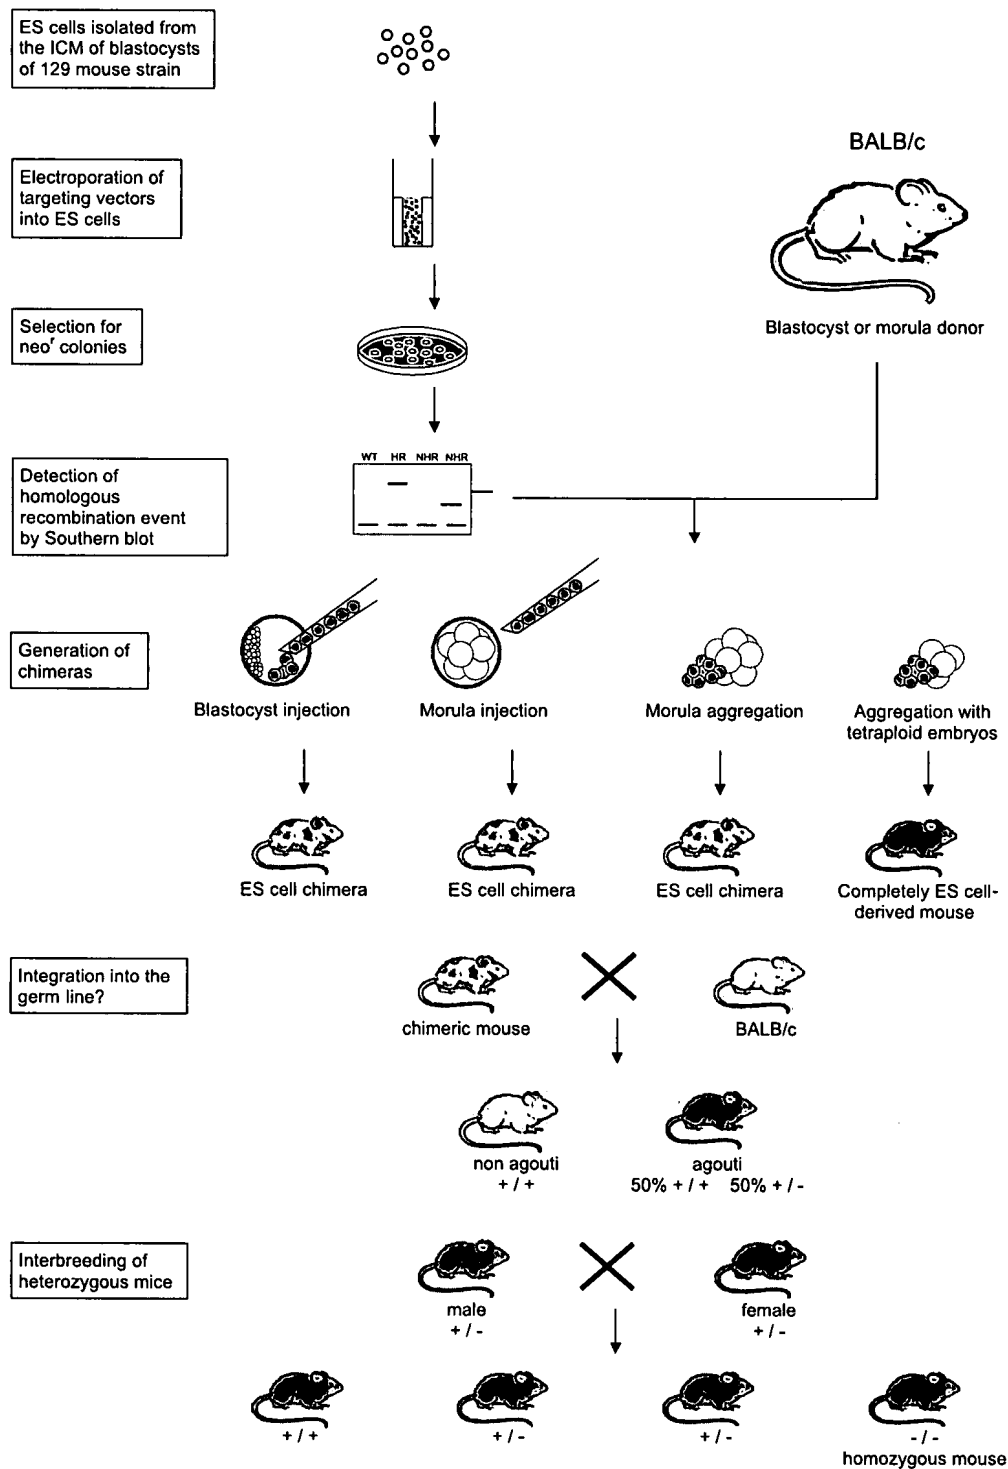 ES cells isolated from
the ICM of blastocysts
of 129 mouse strain
BALB/c
Electroporation of
targeting vectors
into ES cells
Blastocyst or morula donor
Selection for
neoʳ colonies
WT HR NHR NHR
Detection of
homologous
recombination event
by Southern blot
Generation of
chimeras
Blastocyst injection
Morula injection
Morula aggregation
Aggregation with
tetraploid embryos
ES cell chimera
ES cell chimera
ES cell chimera
Completely ES cell-
derived mouse
Integration into the
germ line?
chimeric mouse
BALB/c
non agouti
+ / +
agouti
50% + / + 50% + / -
Interbreeding of
heterozygous mice
male
+ / -
female
+ / -
+ / +
+ / -
+ / -
- / -
homozygous mouse